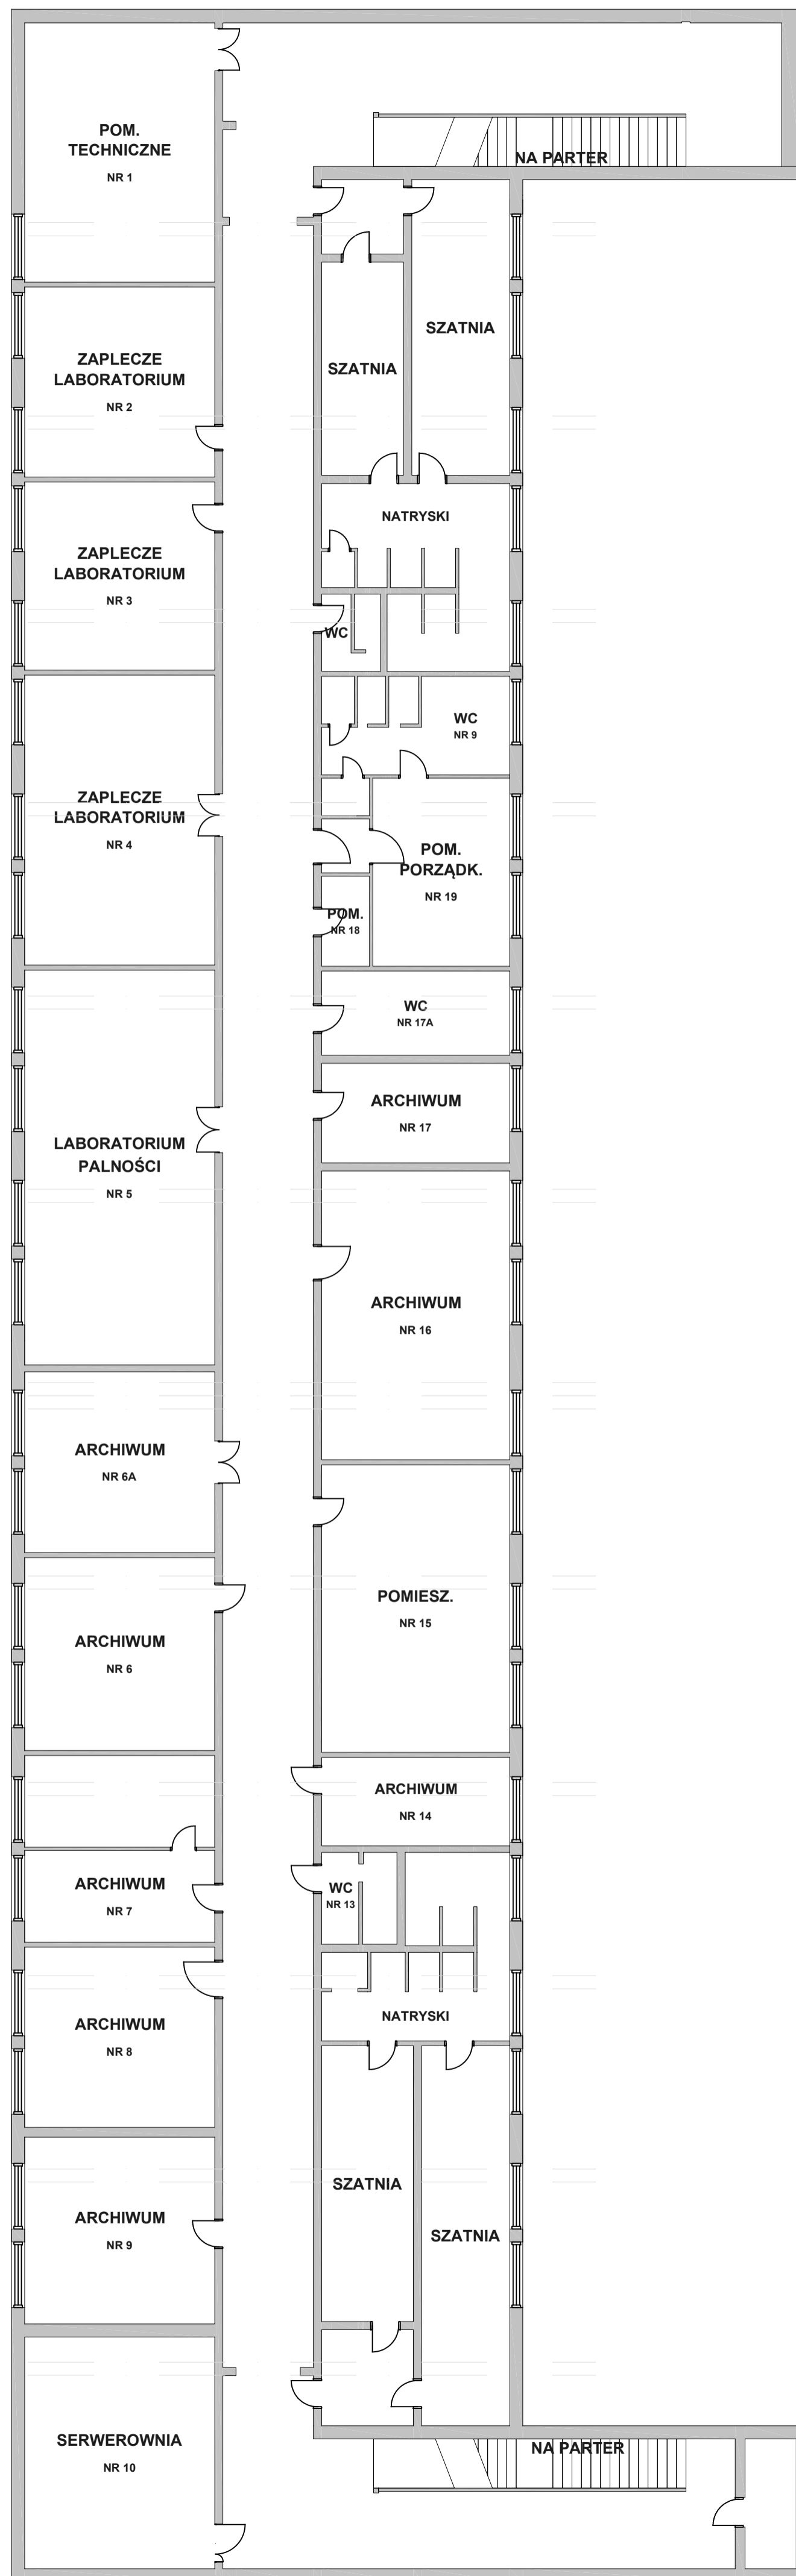 POM.
TECHNICZNE
NR 1
NA PARTER
SZATNIA
SZATNIA
ZAPLECZE
LABORATORIUM
NR 2
NATRYSKI
ZAPLECZE
LABORATORIUM
NR 3
WC
WC
NR 9
ZAPLECZE
LABORATORIUM
NR 4
POM.
PORZĄDK.
NR 19
POM.
NR 18
WC
NR 17A
ARCHIWUM
NR 17
LABORATORIUM
PALNOŚCI
NR 5
ARCHIWUM
NR 16
ARCHIWUM
NR 6A
POMIESZ.
NR 15
ARCHIWUM
NR 6
ARCHIWUM
NR 14
ARCHIWUM
NR 7
WC
NR 13
NATRYSKI
ARCHIWUM
NR 8
SZATNIA
SZATNIA
ARCHIWUM
NR 9
SERWEROWNIA
NR 10
NA PARTER